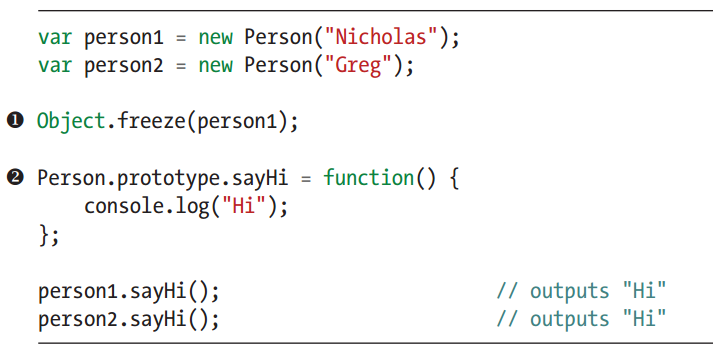 var person1 = new Person("Nicholas");
var person2 = new Person("Greg");
❶ Object.freeze(person1);
❷ Person.prototype.sayHi = function() {
    console.log("Hi");
};
person1.sayHi(); // outputs "Hi"
person2.sayHi(); // outputs "Hi"